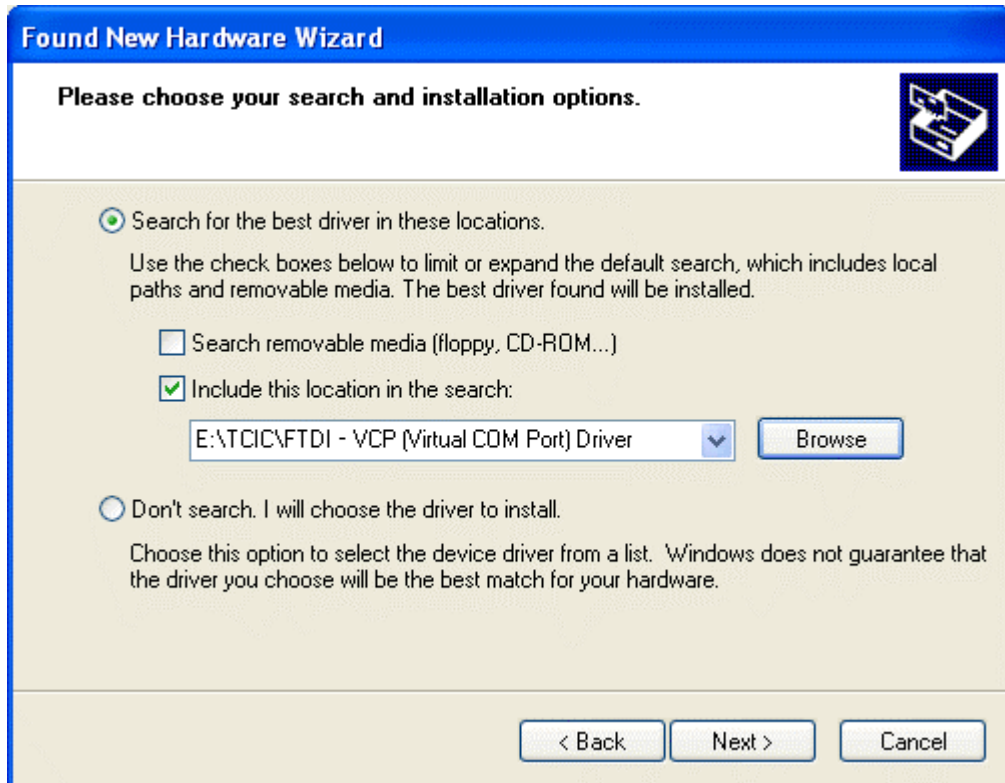 Found New Hardware Wizard
Please choose your search and installation options.
Search for the best driver in these locations.
Use the check boxes below to limit or expand the default search, which includes local
paths and removable media. The best driver found will be installed.
Search removable media (floppy, CD-ROM...)
Include this location in the search:
E:\TCIC\FTDI - VCP (Virtual COM Port) Driver
Browse
Don't search. I will choose the driver to install.
Choose this option to select the device driver from a list.  Windows does not guarantee that
the driver you choose will be the best match for your hardware.
< Back
Next >
Cancel